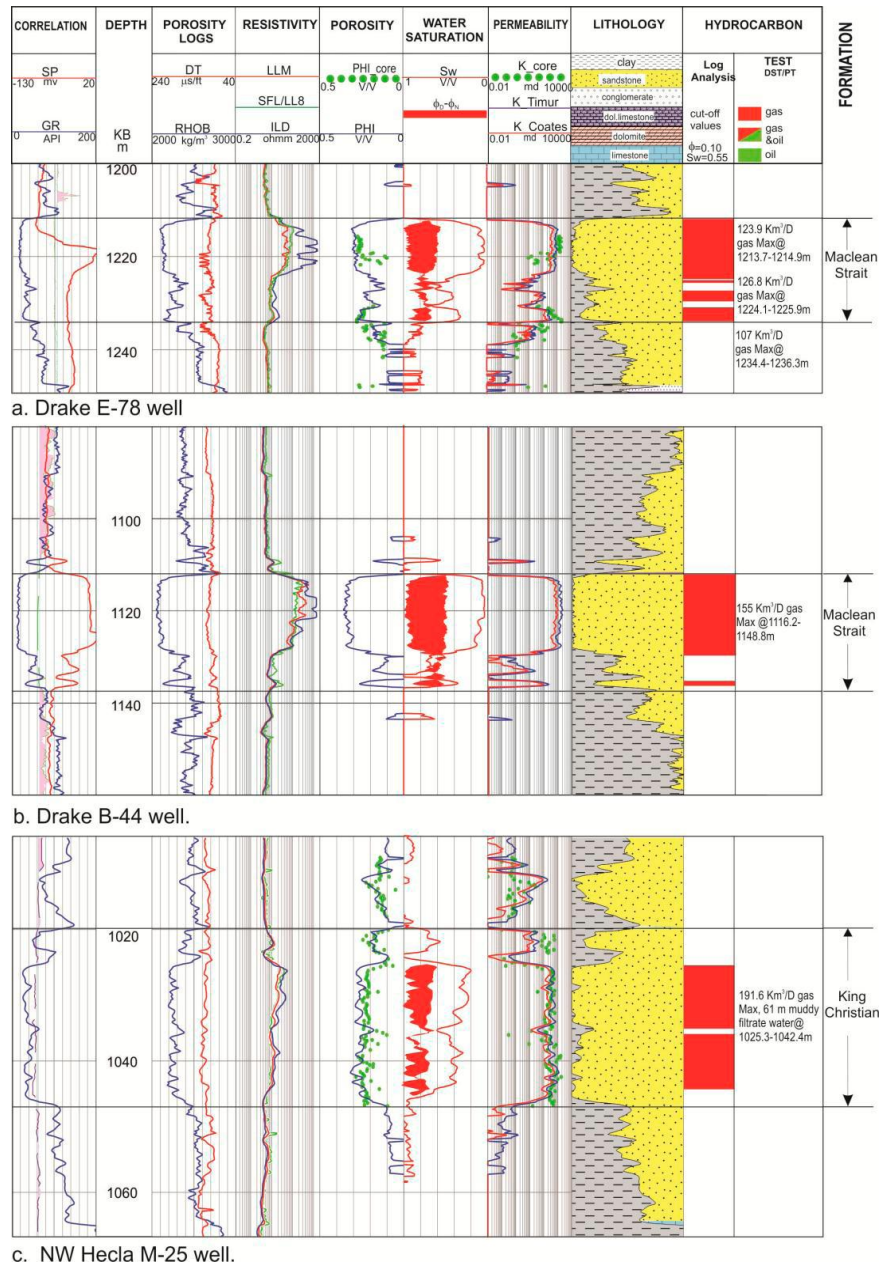 CORRELATION
DEPTH
POROSITY
LOGS
RESISTIVITY
POROSITY
WATER
SATURATION
PERMEABILITY
LITHOLOGY
HYDROCARBON
FORMATION
SP
-130 mv 20
GR
0 API 200
KB
m
DT
240 µs/ft 40
RHOB
2000 kg/m³ 30000
LLM
SFL/LL8
ILD
0.2 ohm³ 2000
PHI_core
0.5 V/V 0
PHI
0.5 V/V 0
Sw
1 V/V 0
ϕD-ϕN
K_core
0.01 md 10000
K_Timur
K_Coates
0.01 md 10000
clay
sandstone
conglomerate
dol.limestone
dolomite
limestone
Log
Analysis
cut-off
values
ϕ=0.10
Sw=0.55
TEST
DST/PT
gas
gas
&oil
oil
1200
1220
1240
123.9 Km³/D
gas Max@
1213.7-1214.9m
126.8 Km³/D
gas Max@
1224.1-1225.9m
107 Km³/D
gas Max@
1234.4-1236.3m
Maclean
Strait
a. Drake E-78 well
1100
1120
1140
155 Km³/D gas
Max @1116.2-
1148.8m
Maclean
Strait
b. Drake B-44 well.
1020
1040
1060
191.6 Km³/D gas
Max, 61 m muddy
filtrate water@
1025.3-1042.4m
King
Christian
c. NW Hecla M-25 well.